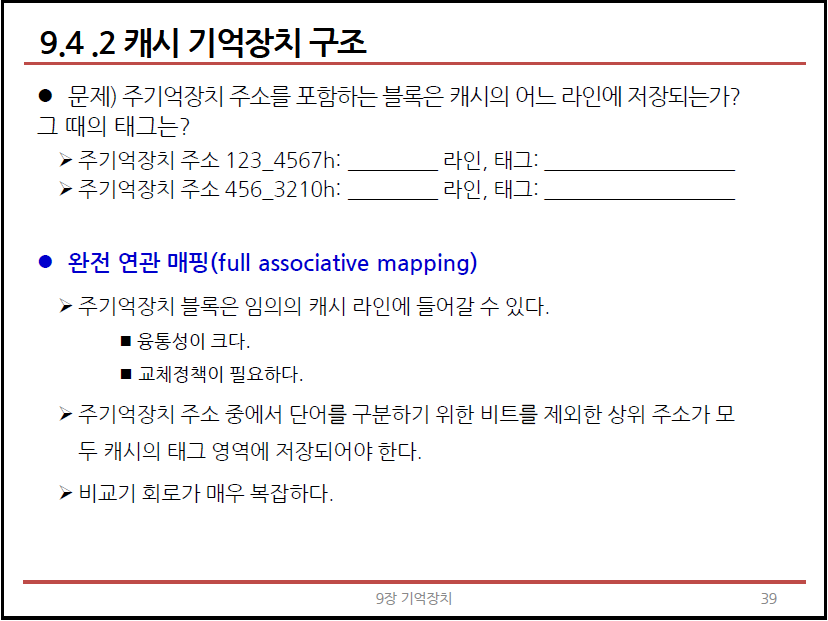 9.4 .2 캐시 기억장치 구조
● 문제) 주기억장치 주소를 포함하는 블록은 캐시의 어느 라인에 저장되는가?
그 때의 태그는?
➢ 주기억장치 주소 123_4567h: _________ 라인, 태그: ___________________
➢ 주기억장치 주소 456_3210h: _________ 라인, 태그: ___________________
● 완전 연관 매핑(full associative mapping)
➢ 주기억장치 블록은 임의의 캐시 라인에 들어갈 수 있다.
■ 융통성이 크다.
■ 교체정책이 필요하다.
➢ 주기억장치 주소 중에서 단어를 구분하기 위한 비트를 제외한 상위 주소가 모
두 캐시의 태그 영역에 저장되어야 한다.
➢ 비교기 회로가 매우 복잡하다.
9장 기억장치
39